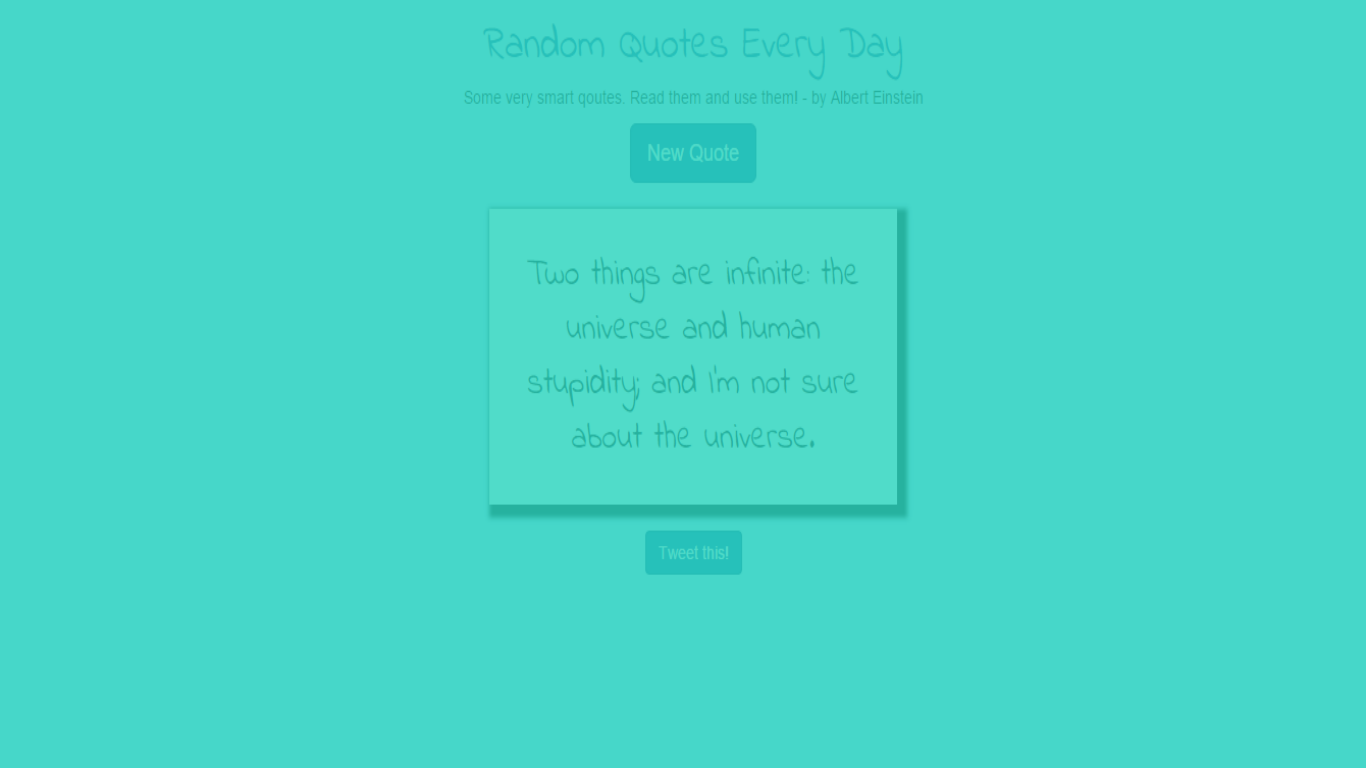 Random Quotes Every Day
Some very smart qoutes. Read them and use them! - by Albert Einstein
New Quote
Two things are infinite: the
universe and human
stupidity; and I'm not sure
about the universe.
Tweet this!